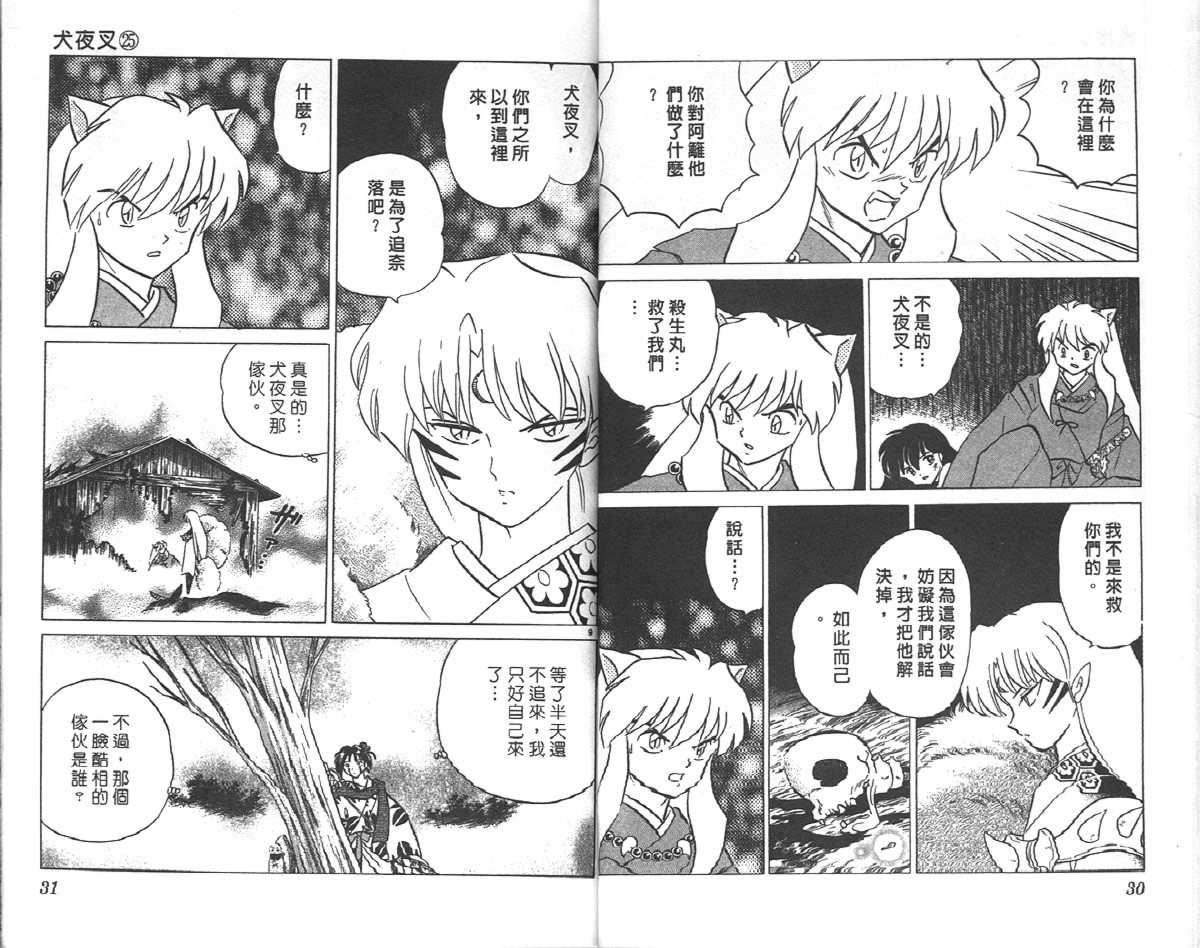 你為什麼
會在這裡
？
你對阿籬他
們做了什麼
？
不是的…
犬夜叉…
殺生丸…
救了我們
…
我不是來救
你們的。
因為這傢伙會
妨礙我們說話
，我才把他解
決掉，
如此而己
。
說話…？
30
犬夜叉㉕
犬夜叉，
你們之所
以到這裡
來，
是為了追奈
落吧？
什麼？
真是的…
犬夜叉那
傢伙。
等了半天還
不追來，我
只好自己來
了…
不過，那個
一臉酷相的
傢伙是誰？
9
31